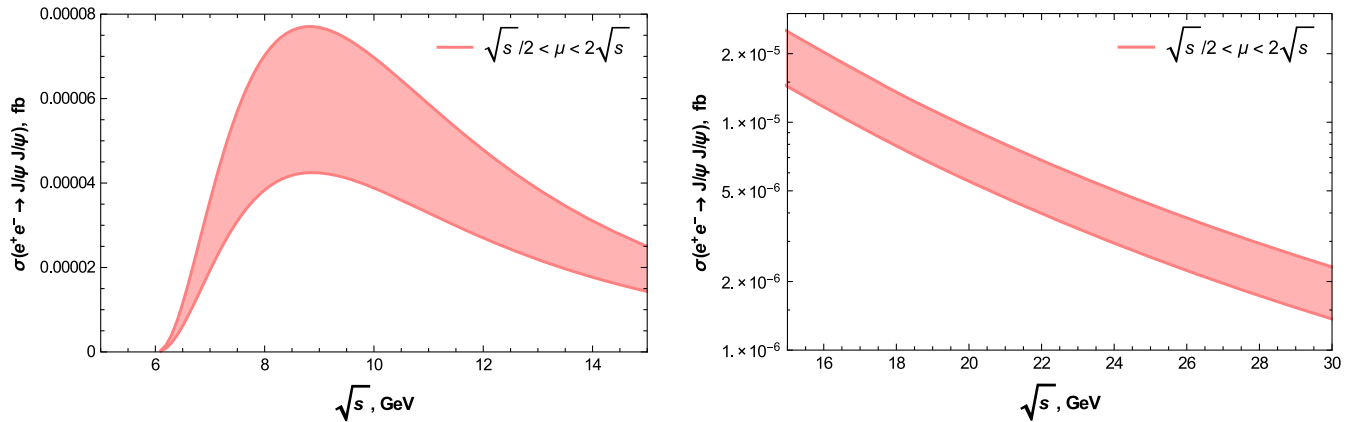 σ(e⁺e⁻ → J/ψ J/ψ), fb
0.00008
0.00006
0.00004
0.00002
0
√s /2 < μ < 2√s
6 8 10 12 14
√s , GeV
σ(e⁺e⁻ → J/ψ J/ψ), fb
2.×10⁻⁵
1.×10⁻⁵
5.×10⁻⁶
2.×10⁻⁶
1.×10⁻⁶
√s /2 < μ < 2√s
16 18 20 22 24 26 28 30
√s , GeV